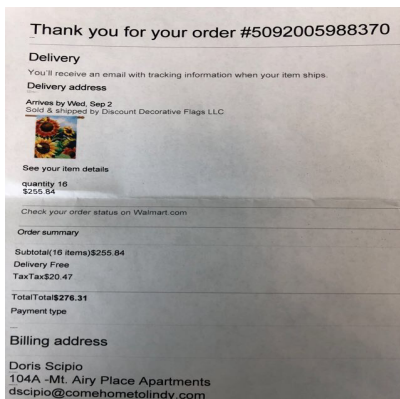 Thank you for your order #5092005988370
Delivery
You'll receive an email with tracking information when your item ships.
Delivery address
Arrives by Wed, Sep 2
Sold & shipped by Discount Decorative Flags LLC
See your item details
quantity 16
$255.84
Check your order status on Walmart.com
Order summary
Subtotal(16 items)$255.84
Delivery Free
TaxTax$20.47
TotalTotal$276.31
Payment type
Billing address
Doris Scipio
104A -Mt. Airy Place Apartments
dscipio@comehometolindy.com